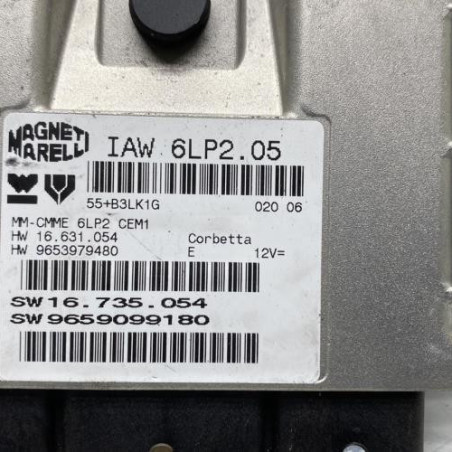 MAGNETI
MARELLI
IAW 6LP2.05
55+B3LK1G 020 06
MM-CMME 6LP2 CEM1
HW 16.631.054 Corbetta
HW 9653979480 E 12V=
SW16.735.054
SW9659099180